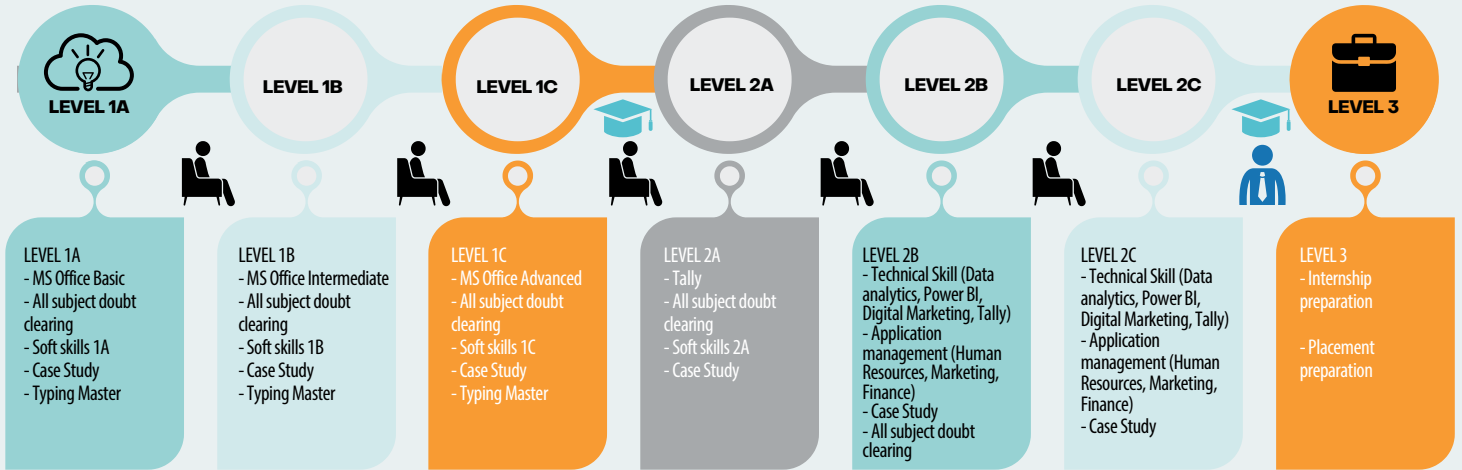 LEVEL 1A
LEVEL 1B
LEVEL 1C
LEVEL 2A
LEVEL 2B
LEVEL 2C
LEVEL 3
LEVEL 1A
- MS Office Basic
- All subject doubt
clearing
- Soft skills 1A
- Case Study
- Typing Master
LEVEL 1B
- MS Office Intermediate
- All subject doubt
clearing
- Soft skills 1B
- Case Study
- Typing Master
LEVEL 1C
- MS Office Advanced
- All subject doubt
clearing
- Soft skills 1C
- Case Study
- Typing Master
LEVEL 2A
- Tally
- All subject doubt
clearing
- Soft skills 2A
- Case Study
LEVEL 2B
- Technical Skill (Data
analytics, Power BI,
Digital Marketing, Tally)
- Application
management (Human
Resources, Marketing,
Finance)
- Case Study
- All subject doubt
clearing
LEVEL 2C
- Technical Skill (Data
analytics, Power BI,
Digital Marketing, Tally)
- Application
management (Human
Resources, Marketing,
Finance)
- Case Study
LEVEL 3
- Internship
preparation
- Placement
preparation